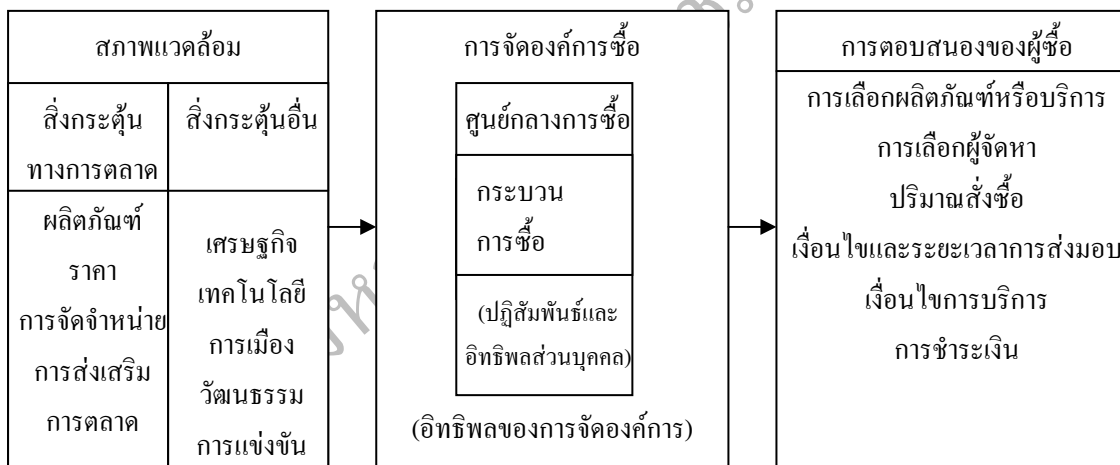 สภาพแวดล้อม
สิ่งกระตุ้น
ทางการตลาด
สิ่งกระตุ้นอื่น
ผลิตภัณฑ์
ราคา
การจัดจำหน่าย
การส่งเสริม
การตลาด
เศรษฐกิจ
เทคโนโลยี
การเมือง
วัฒนธรรม
การแข่งขัน
การจัดองค์การซื้อ
ศูนย์กลางการซื้อ
กระบวน
การซื้อ
(ปฏิสัมพันธ์และ
อิทธิพลส่วนบุคคล)
(อิทธิพลของการจัดองค์การ)
การตอบสนองของผู้ซื้อ
การเลือกผลิตภัณฑ์หรือบริการ
การเลือกผู้จัดหา
ปริมาณสั่งซื้อ
เงื่อนไขและระยะเวลาการส่งมอบ
เงื่อนไขการบริการ
การชำระเงิน